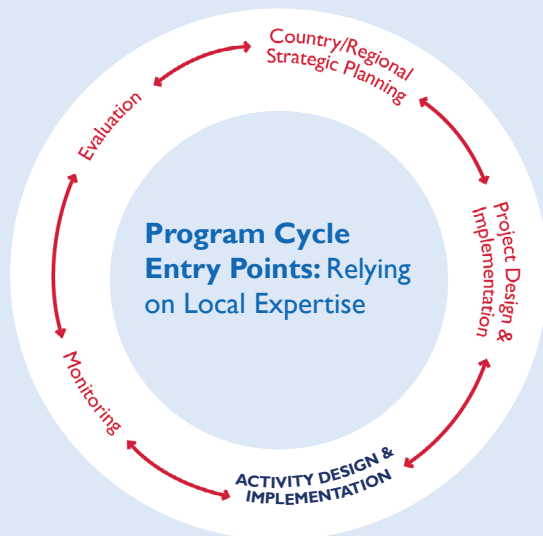 Country/Regional
Strategic Planning
Project Design &
Implementation
ACTIVITY DESIGN &
IMPLEMENTATION
Monitoring
Evaluation
Program Cycle
Entry Points: Relying
on Local Expertise